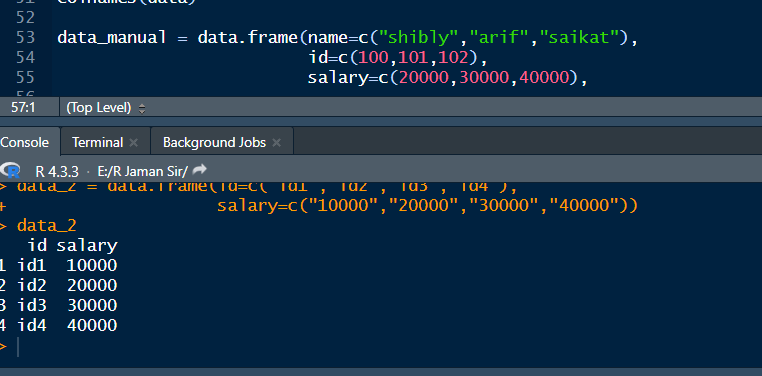 colnames(data)
52
53 data_manual = data.frame(name=c("shibly","arif","saikat"),
54 id=c(100,101,102),
55 salary=c(20000,30000,40000),
56
57:1 (Top Level)
Console Terminal × Background Jobs ×
R 4.3.3 · E:/R Jaman Sir/
> data_2 = data.frame(id=c("id1","id2","id3","id4"),
+ salary=c("10000","20000","30000","40000"))
> data_2
id salary
1 id1 10000
2 id2 20000
3 id3 30000
4 id4 40000
>